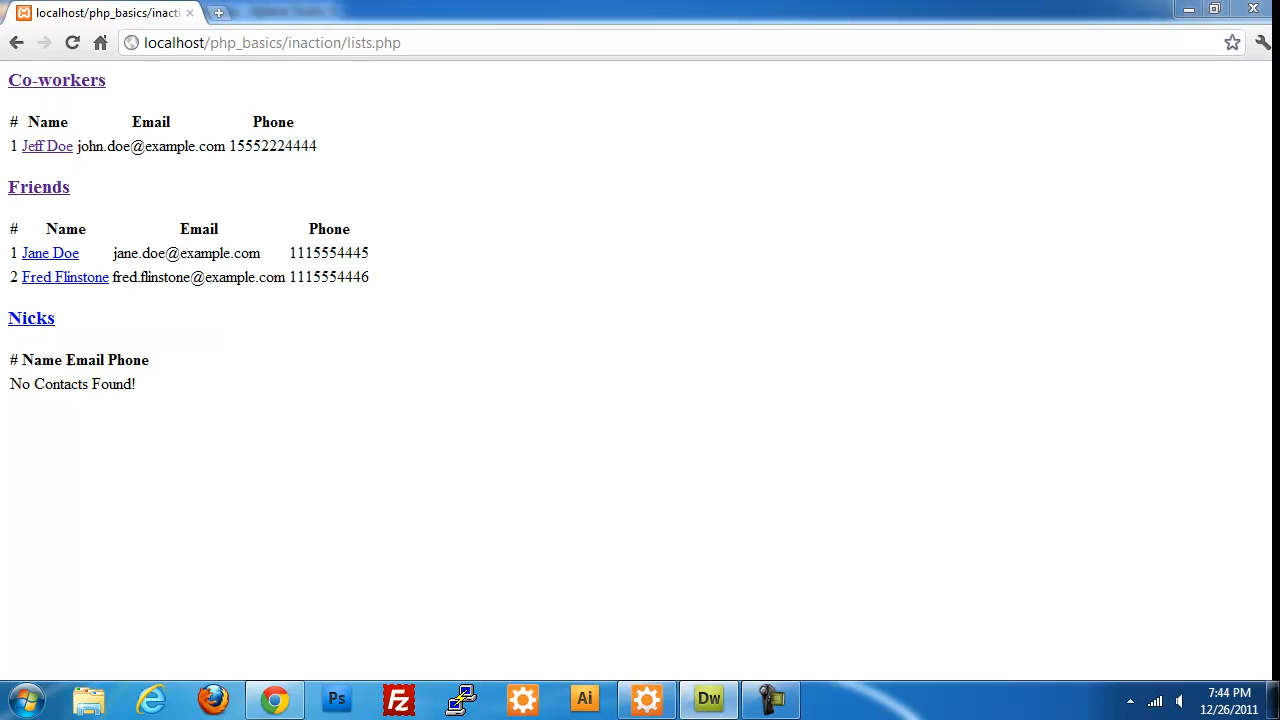 localhost/php_basics/inacti
localhost/php_basics/inaction/lists.php
Co-workers
# Name Email Phone
1 Jeff Doe john.doe@example.com 15552224444
Friends
# Name Email Phone
1 Jane Doe jane.doe@example.com 1115554445
2 Fred Flinstone fred.flinstone@example.com 1115554446
Nicks
# Name Email Phone
No Contacts Found!
Ps
Fz
Ai
Dw
7:44 PM
12/26/2011